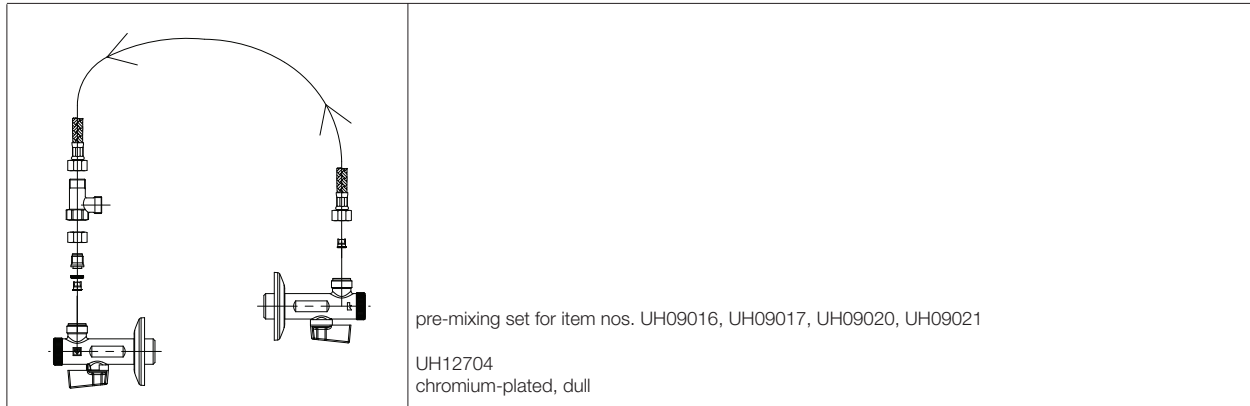 pre-mixing set for item nos. UH09016, UH09017, UH09020, UH09021
UH12704
chromium-plated, dull